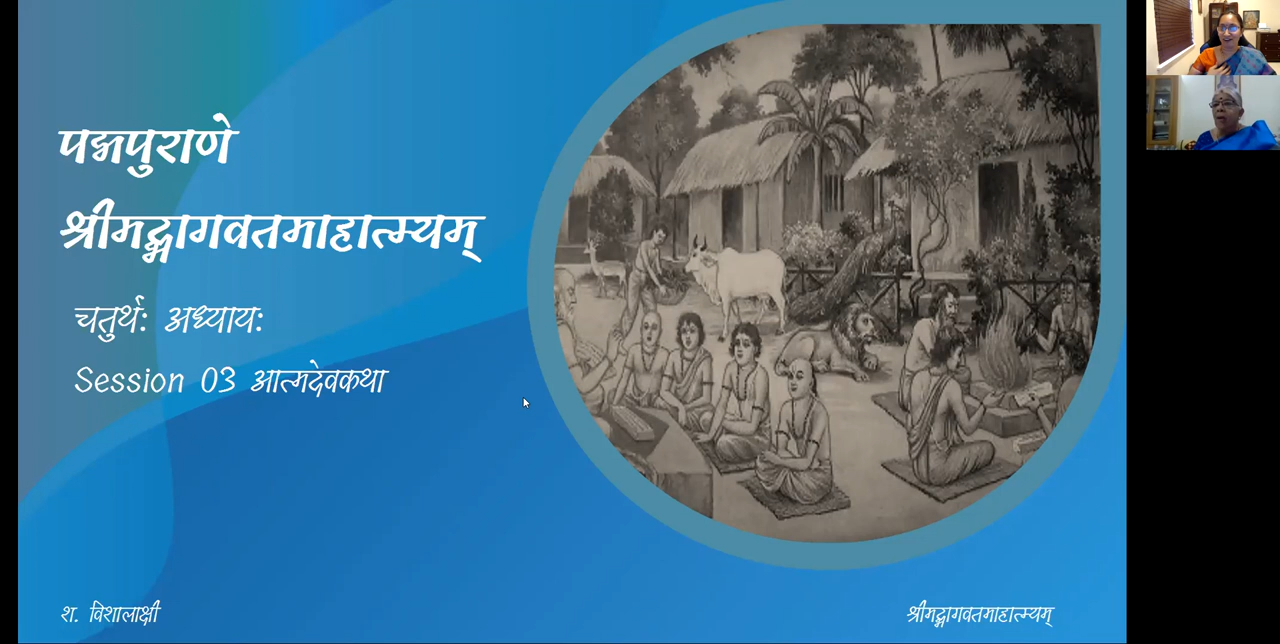 पद्मपुराणे
श्रीमद्भागवतमाहात्म्यम्
चतुर्थः अध्यायः
Session 03 आत्मदेवकथा
श. विशालाक्षी
श्रीमद्भागवतमाहात्म्यम्